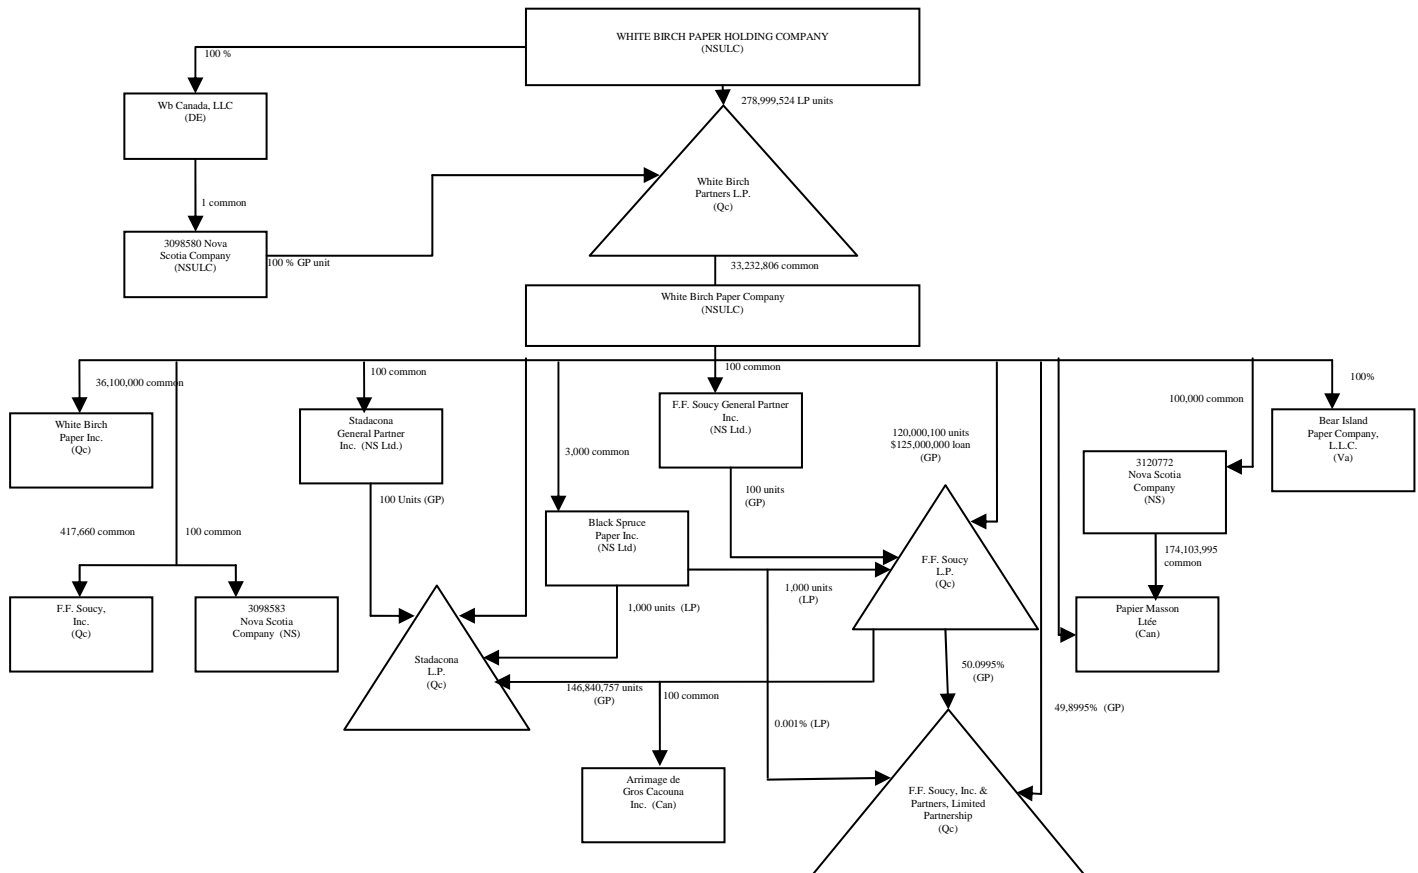 WHITE BIRCH PAPER HOLDING COMPANY
(NSULC)
100 %
Wb Canada, LLC
(DE)
278,999,524 LP units
White Birch
Partners L.P.
(Qc)
1 common
3098580 Nova
Scotia Company
(NSULC)
100 % GP unit
33,232,806 common
White Birch Paper Company
(NSULC)
36,100,000 common
100 common
100 common
100%
100,000 common
White Birch
Paper Inc.
(Qc)
Stadacona
General Partner
Inc. (NS Ltd.)
3,000 common
F.F. Soucy General Partner
Inc.
(NS Ltd.)
120,000,100 units
$125,000,000 loan
(GP)
3120772
Nova Scotia
Company
(NS)
Bear Island
Paper Company,
L.L.C.
(Va)
100 Units (GP)
100 units
(GP)
417,660 common
100 common
Black Spruce
Paper Inc.
(NS Ltd)
F.F. Soucy
L.P.
(Qc)
174,103,995
common
F.F. Soucy,
Inc.
(Qc)
3098583
Nova Scotia
Company (NS)
1,000 units (LP)
1,000 units
(LP)
Papier Masson
Ltée
(Can)
Stadacona
L.P.
(Qc)
146,840,757 units
(GP)
100 common
50.0995%
(GP)
0.001% (LP)
49,8995% (GP)
Arrimage de
Gros Cacouna
Inc. (Can)
F.F. Soucy, Inc. &
Partners, Limited
Partnership
(Qc)